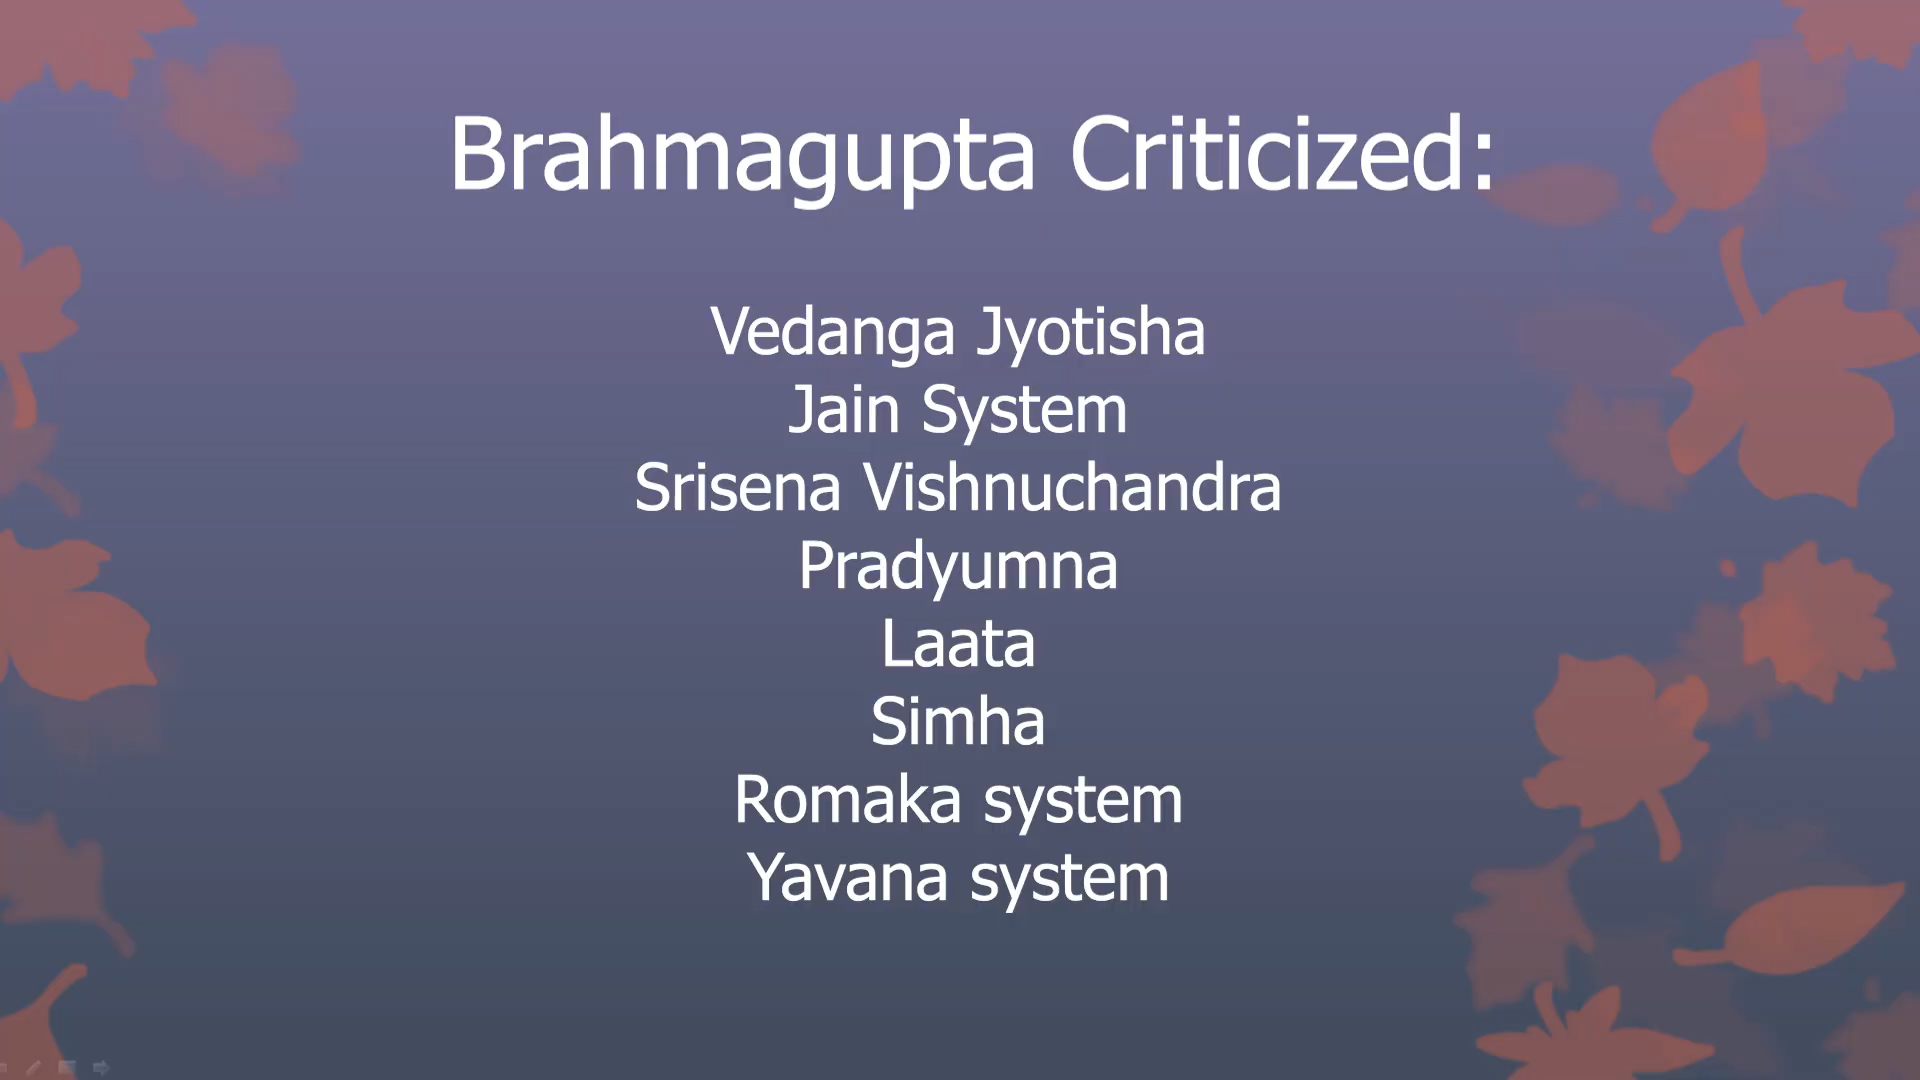 Brahmagupta Criticized:
Vedanga Jyotisha
Jain System
Srisena Vishnuchandra
Pradyumna
Laata
Simha
Romaka system
Yavana system